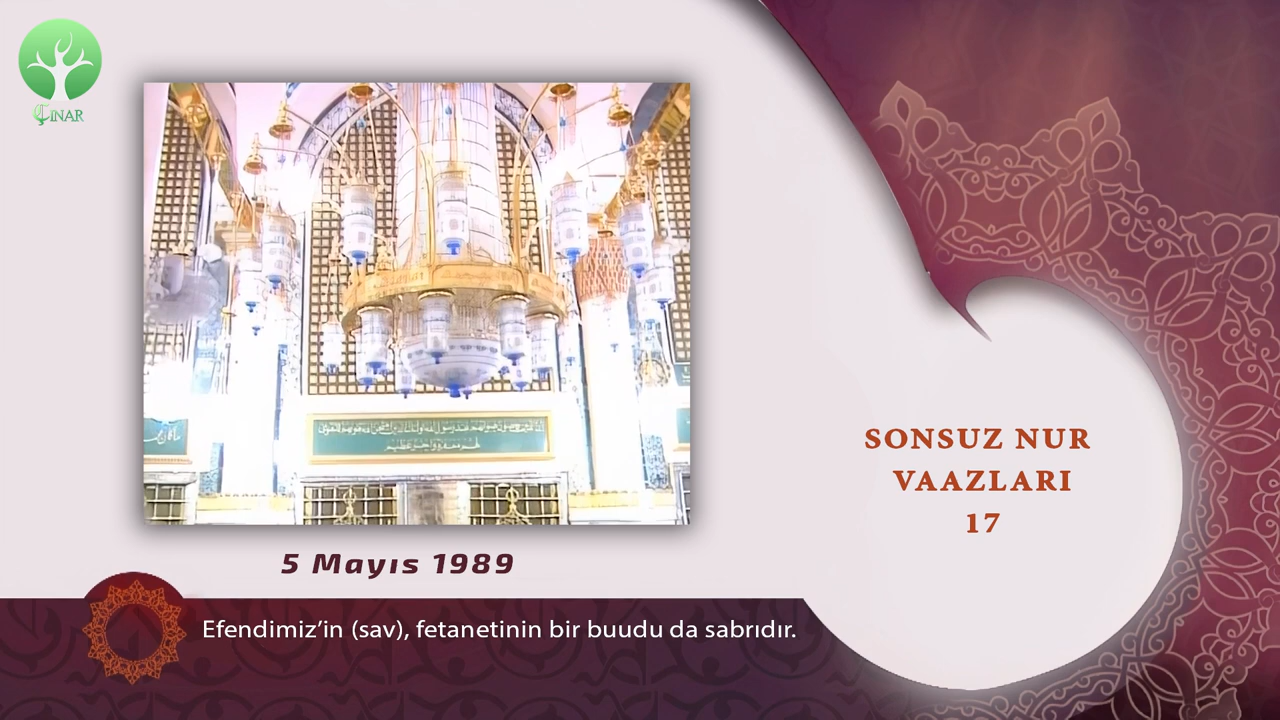 ÇINAR
SONSUZ NUR
VAAZLARI
17
5 Mayıs 1989
Efendimiz’in (sav), fetanetinin bir buudu da sabrıdır.